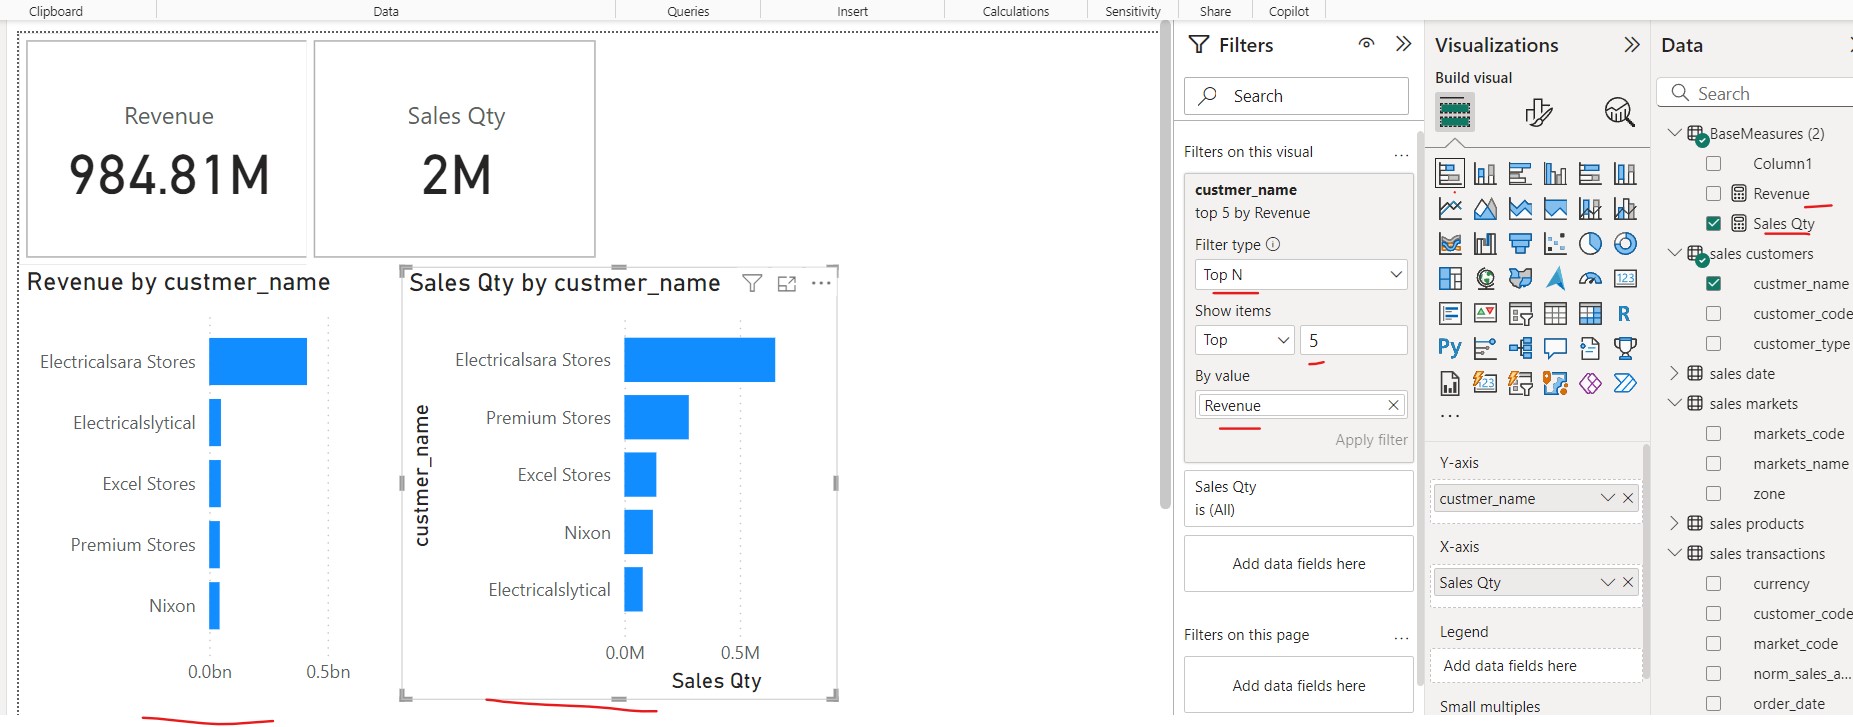 Clipboard
Data
Queries
Insert
Calculations
Sensitivity
Share
Copilot
Revenue
984.81M
Sales Qty
2M
Revenue by custmer_name
Electricalsara Stores
Electricalslytical
Excel Stores
Premium Stores
Nixon
0.0bn 0.5bn
Sales Qty by custmer_name
custmer_name
Electricalsara Stores
Premium Stores
Excel Stores
Nixon
Electricalslytical
0.0M 0.5M
Sales Qty
Filters
Search
Filters on this visual
custmer_name
top 5 by Revenue
Filter type
Top N
Show items
Top 5
By value
Revenue
Apply filter
Sales Qty
is (All)
Add data fields here
Filters on this page
Add data fields here
Visualizations
Build visual
123
R
Py
123
Y-axis
custmer_name
X-axis
Sales Qty
Legend
Add data fields here
Small multiples
Data
Search
BaseMeasures (2)
Column1
Revenue
Sales Qty
sales customers
custmer_name
customer_code
customer_type
sales date
sales markets
markets_code
markets_name
zone
sales products
sales transactions
currency
customer_code
market_code
norm_sales_a...
order_date